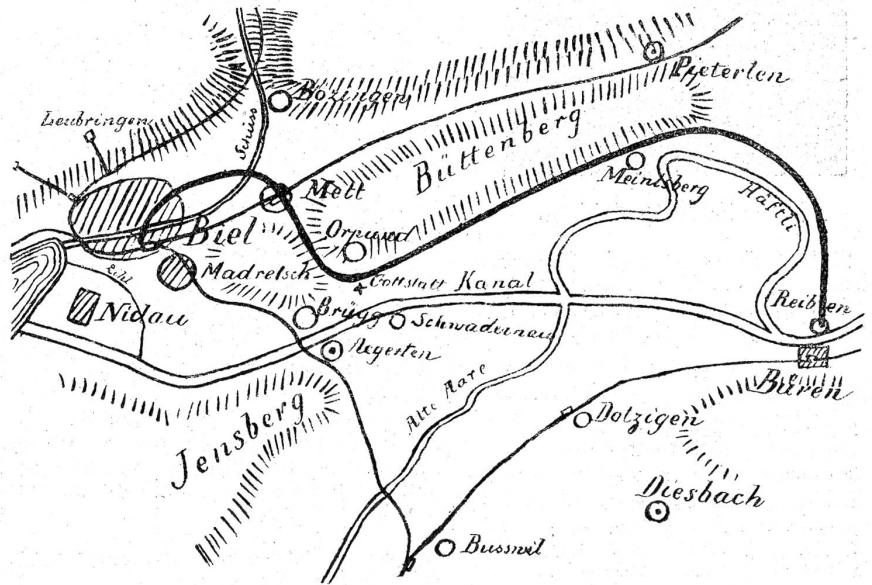 Pieterlen
Bözingen
Leubringen
Schüss
Büttenberg
Mett
Meinisberg
Häftli
Biel
Orpund
Madretsch
Gottstatt
Kanal
Nidau
Brügg
Schwadernau
Reiben
Aegerten
Büren
Alte Aare
Jensberg
Dotzigen
Diesbach
Busswil